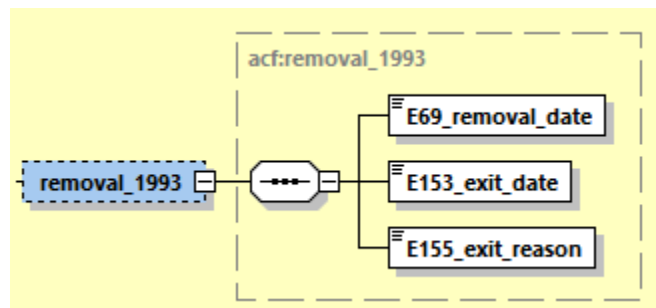 acf:removal_1993
E69_removal_date
removal_1993
E153_exit_date
E155_exit_reason